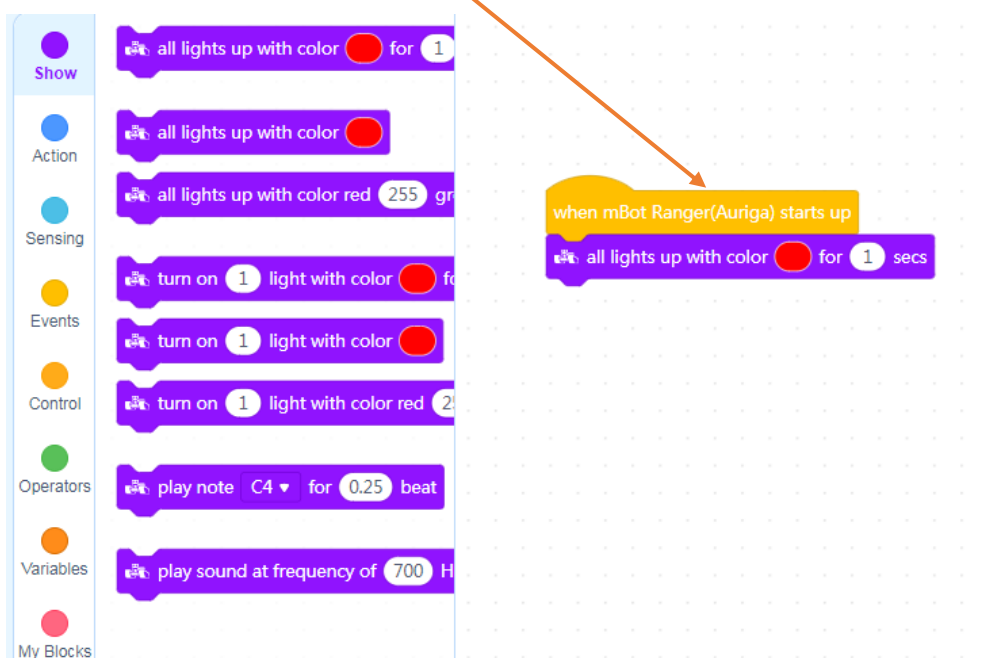 Show
Action
Sensing
Events
Control
Operators
Variables
My Blocks
all lights up with color for 1
all lights up with color
all lights up with color red 255
turn on 1 light with color
turn on 1 light with color
turn on 1 light with color red
play note C4 for 0.25 beat
play sound at frequency of 700 H
when mBot Ranger(Auriga) starts up
all lights up with color for 1 secs